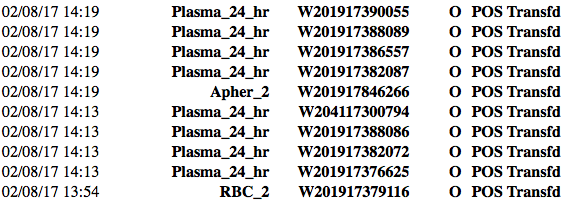 02/08/17 14:19 Plasma_24_hr W201917390055 O POS Transfd
02/08/17 14:19 Plasma_24_hr W201917388089 O POS Transfd
02/08/17 14:19 Plasma_24_hr W201917386557 O POS Transfd
02/08/17 14:19 Plasma_24_hr W201917382087 O POS Transfd
02/08/17 14:19 Apher_2 W201917846266 O POS Transfd
02/08/17 14:13 Plasma_24_hr W204117300794 O POS Transfd
02/08/17 14:13 Plasma_24_hr W201917388086 O POS Transfd
02/08/17 14:13 Plasma_24_hr W201917382072 O POS Transfd
02/08/17 14:13 Plasma_24_hr W201917376625 O POS Transfd
02/08/17 13:54 RBC_2 W201917379116 O POS Transfd